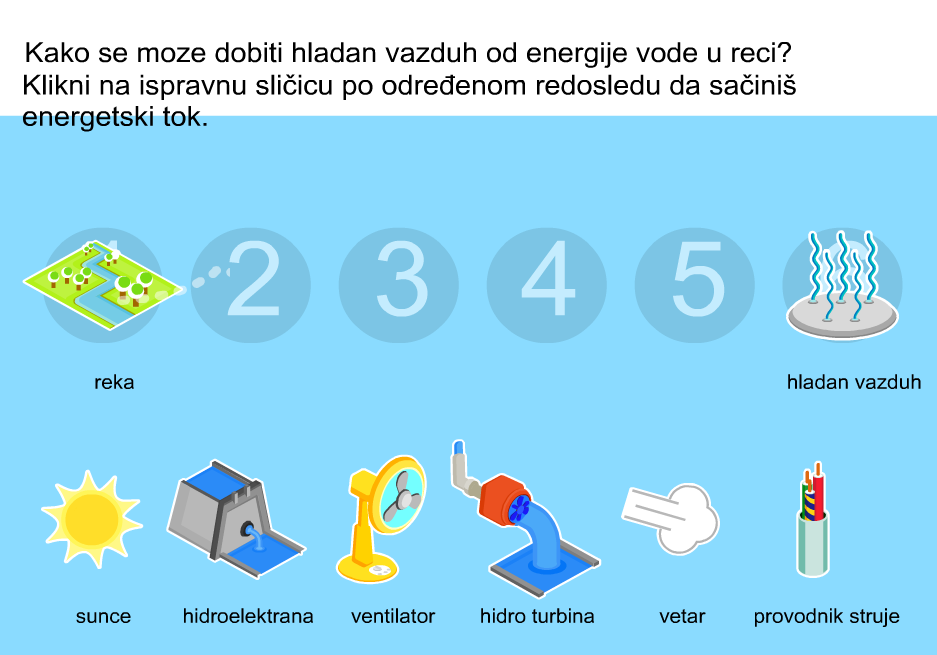 Kako se moze dobiti hladan vazduh od energije vode u reci?
Klikni na ispravnu sličicu po određenom redosledu da sačiniš
energetski tok.
1 2 3 4 5
reka hladan vazduh
sunce hidroelektrana ventilator hidro turbina vetar provodnik struje